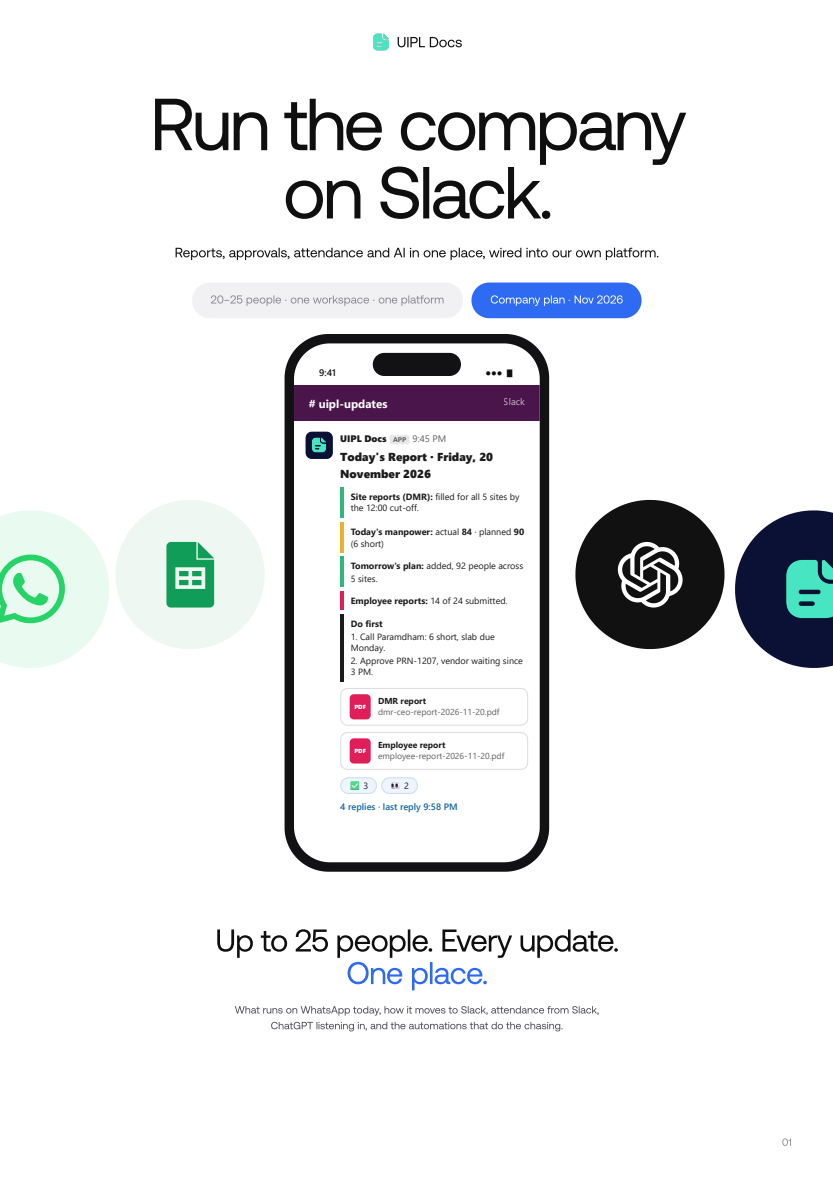 UIPL Docs
Run the company
on Slack.
Reports, approvals, attendance and AI in one place, wired into our own platform.
20–25 people · one workspace · one platform
Company plan · Nov 2026
9:41
# uipl-updates
Slack
UIPL Docs APP 9:45 PM
Today's Report · Friday, 20
November 2026
Site reports (DMR): filled for all 5 sites by
the 12:00 cut-off.
Today's manpower: actual 84 · planned 90
(6 short)
Tomorrow's plan: added, 92 people across
5 sites.
Employee reports: 14 of 24 submitted.
Do first
1. Call Paramdham: 6 short, slab due
Monday.
2. Approve PRN-1207, vendor waiting since
3 PM.
PDF
DMR report
dmr-ceo-report-2026-11-20.pdf
PDF
Employee report
employee-report-2026-11-20.pdf
✅ 3
👀 2
4 replies · last reply 9:58 PM
Up to 25 people. Every update.
One place.
What runs on WhatsApp today, how it moves to Slack, attendance from Slack,
ChatGPT listening in, and the automations that do the chasing.
01